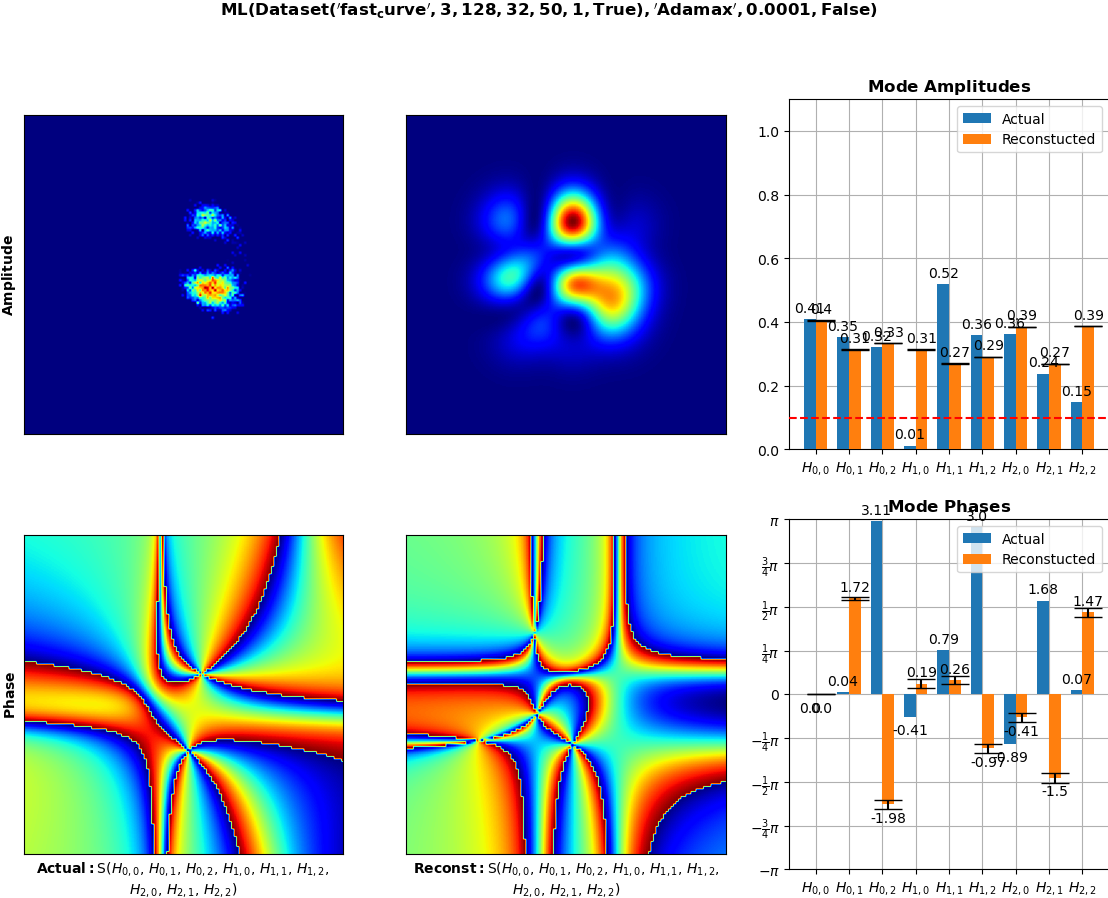 ML(Dataset('fast_curve', 3, 128, 32, 50, 1, True), 'Adamax', 0.0001, False)
Amplitude
Mode Amplitudes
Actual
Reconstucted
1.0
0.8
0.6
0.4
0.2
0.0
0.41 0.4 0.35 0.31 0.32 0.33 0.01 0.31 0.52 0.27 0.36 0.29 0.36 0.39 0.24 0.27 0.15 0.39
H0,0 H0,1 H0,2 H1,0 H1,1 H1,2 H2,0 H2,1 H2,2
Phase
Mode Phases
Actual
Reconstucted
π
3/4π
1/2π
1/4π
0
−1/4π
−1/2π
−3/4π
−π
0.0 0.0 0.04 1.72 3.11 -1.98 -0.41 0.19 0.79 0.26 3.0 -0.97 -0.89 -0.41 1.68 -1.5 0.07 1.47
H0,0 H0,1 H0,2 H1,0 H1,1 H1,2 H2,0 H2,1 H2,2
Actual: S(H0,0, H0,1, H0,2, H1,0, H1,1, H1,2,
H2,0, H2,1, H2,2)
Reconst: S(H0,0, H0,1, H0,2, H1,0, H1,1, H1,2,
H2,0, H2,1, H2,2)